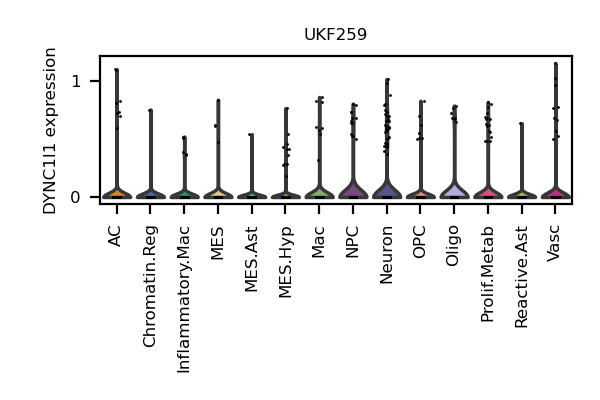 UKF259
DYNC1I1 expression
1
0
AC
Chromatin.Reg
Inflammatory.Mac
MES
MES.Ast
MES.Hyp
Mac
NPC
Neuron
OPC
Oligo
Prolif.Metab
Reactive.Ast
Vasc